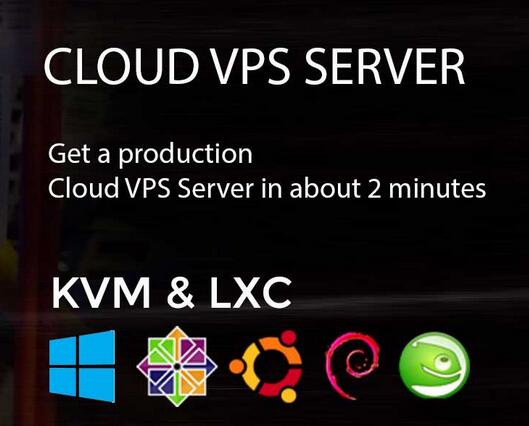 CLOUD VPS SERVER
Get a production
Cloud VPS Server in about 2 minutes
KVM & LXC